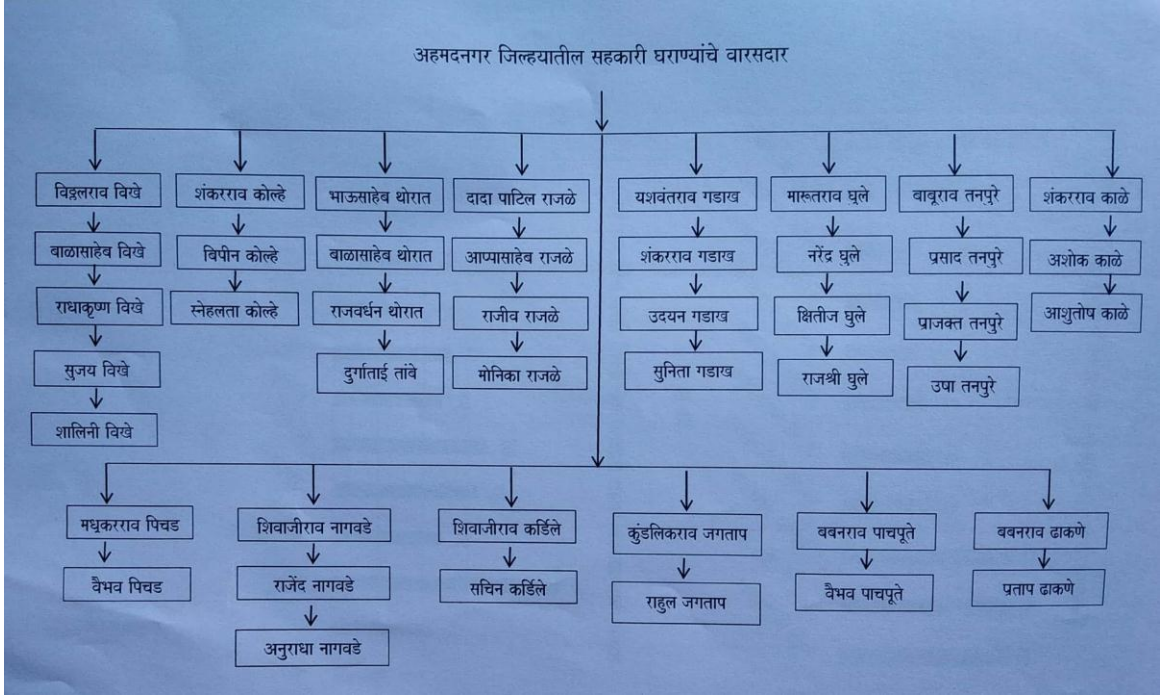 अहमदनगर जिल्हयातील सहकारी घराण्यांचे वारसदार
विठ्ठलराव विखे
शंकरराव कोल्हे
भाऊसाहेब थोरात
दादा पाटिल राजळे
यशवंतराव गडाख
मारूतराव घुले
बाबूराव तनपुरे
शंकरराव काळे
बाळासाहेब विखे
बिपीन कोल्हे
बाळासाहेब थोरात
आप्पासाहेब राजळे
शंकरराव गडाख
नरेंद्र घुले
प्रसाद तनपुरे
अशोक काळे
राधाकृष्ण विखे
स्नेहलता कोल्हे
राजवर्धन थोरात
राजीव राजळे
उदयन गडाख
क्षितीज घुले
प्राजक्त तनपुरे
आशुतोष काळे
सुजय विखे
दुर्गाताई तांबे
मोनिका राजळे
सुनिता गडाख
राजश्री घुले
उषा तनपुरे
शालिनी विखे
मधूकरराव पिचड
शिवाजीराव नागवडे
शिवाजीराव कर्डिले
कुंडलिकराव जगताप
बबनराव पाचपूते
बबनराव ढाकणे
वैभव पिचड
राजेंद नागवडे
सचिन कर्डिले
राहुल जगताप
वैभव पाचपूते
प्रताप ढाकणे
अनुराधा नागवडे